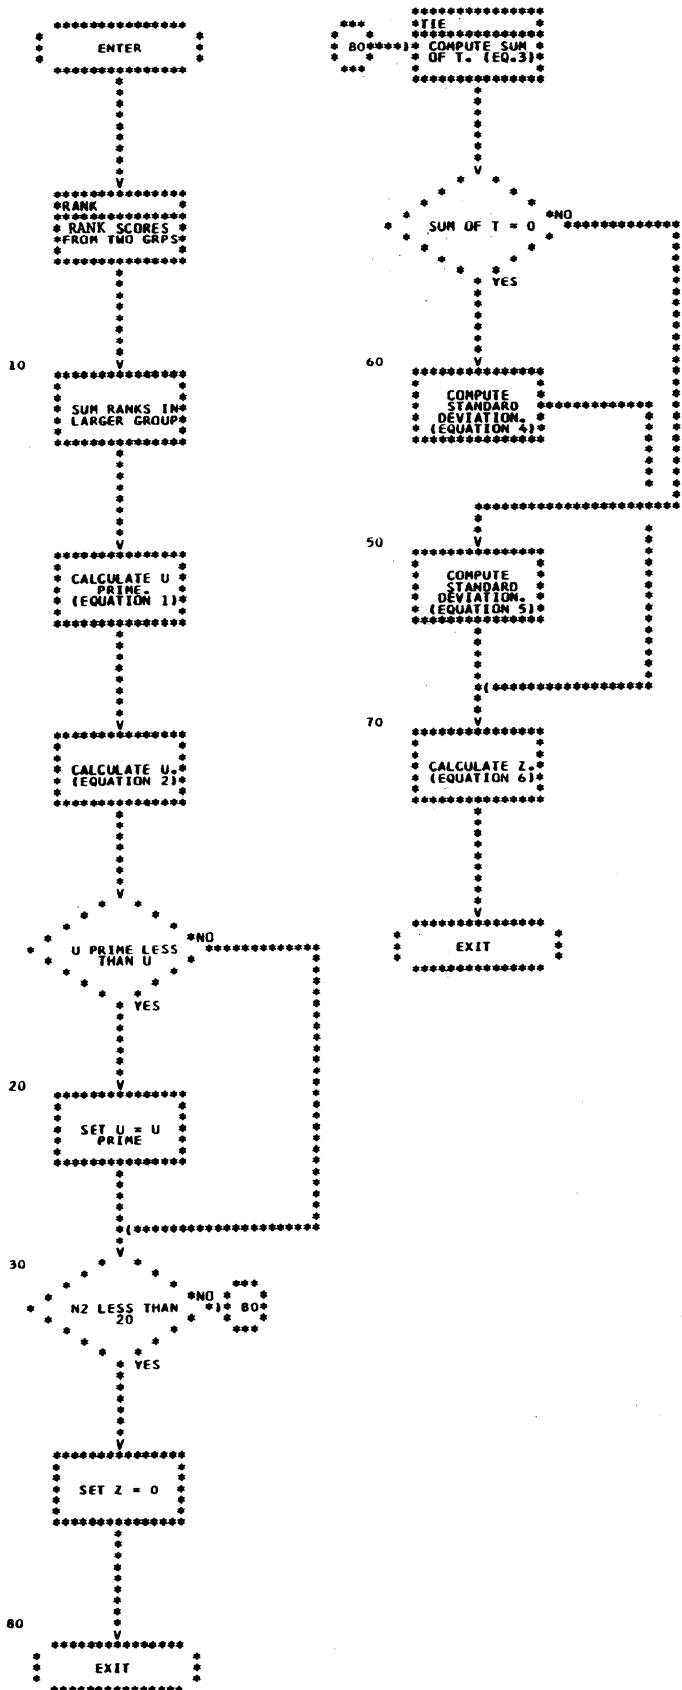 ENTER
RANK
RANK SCORES
FROM TWO GRPS
10
SUM RANKS IN
LARGER GROUP
CALCULATE U
PRIME.
(EQUATION 1)
CALCULATE U.
(EQUATION 2)
U PRIME LESS
THAN U
NO
YES
20
SET U = U
PRIME
30
N2 LESS THAN
20
NO
80
YES
SET Z = 0
80
EXIT
80
TIE
COMPUTE SUM
OF T. (EQ.3)
SUM OF T = 0
NO
YES
60
COMPUTE
STANDARD
DEVIATION.
(EQUATION 4)
50
COMPUTE
STANDARD
DEVIATION.
(EQUATION 5)
70
CALCULATE Z.
(EQUATION 6)
EXIT